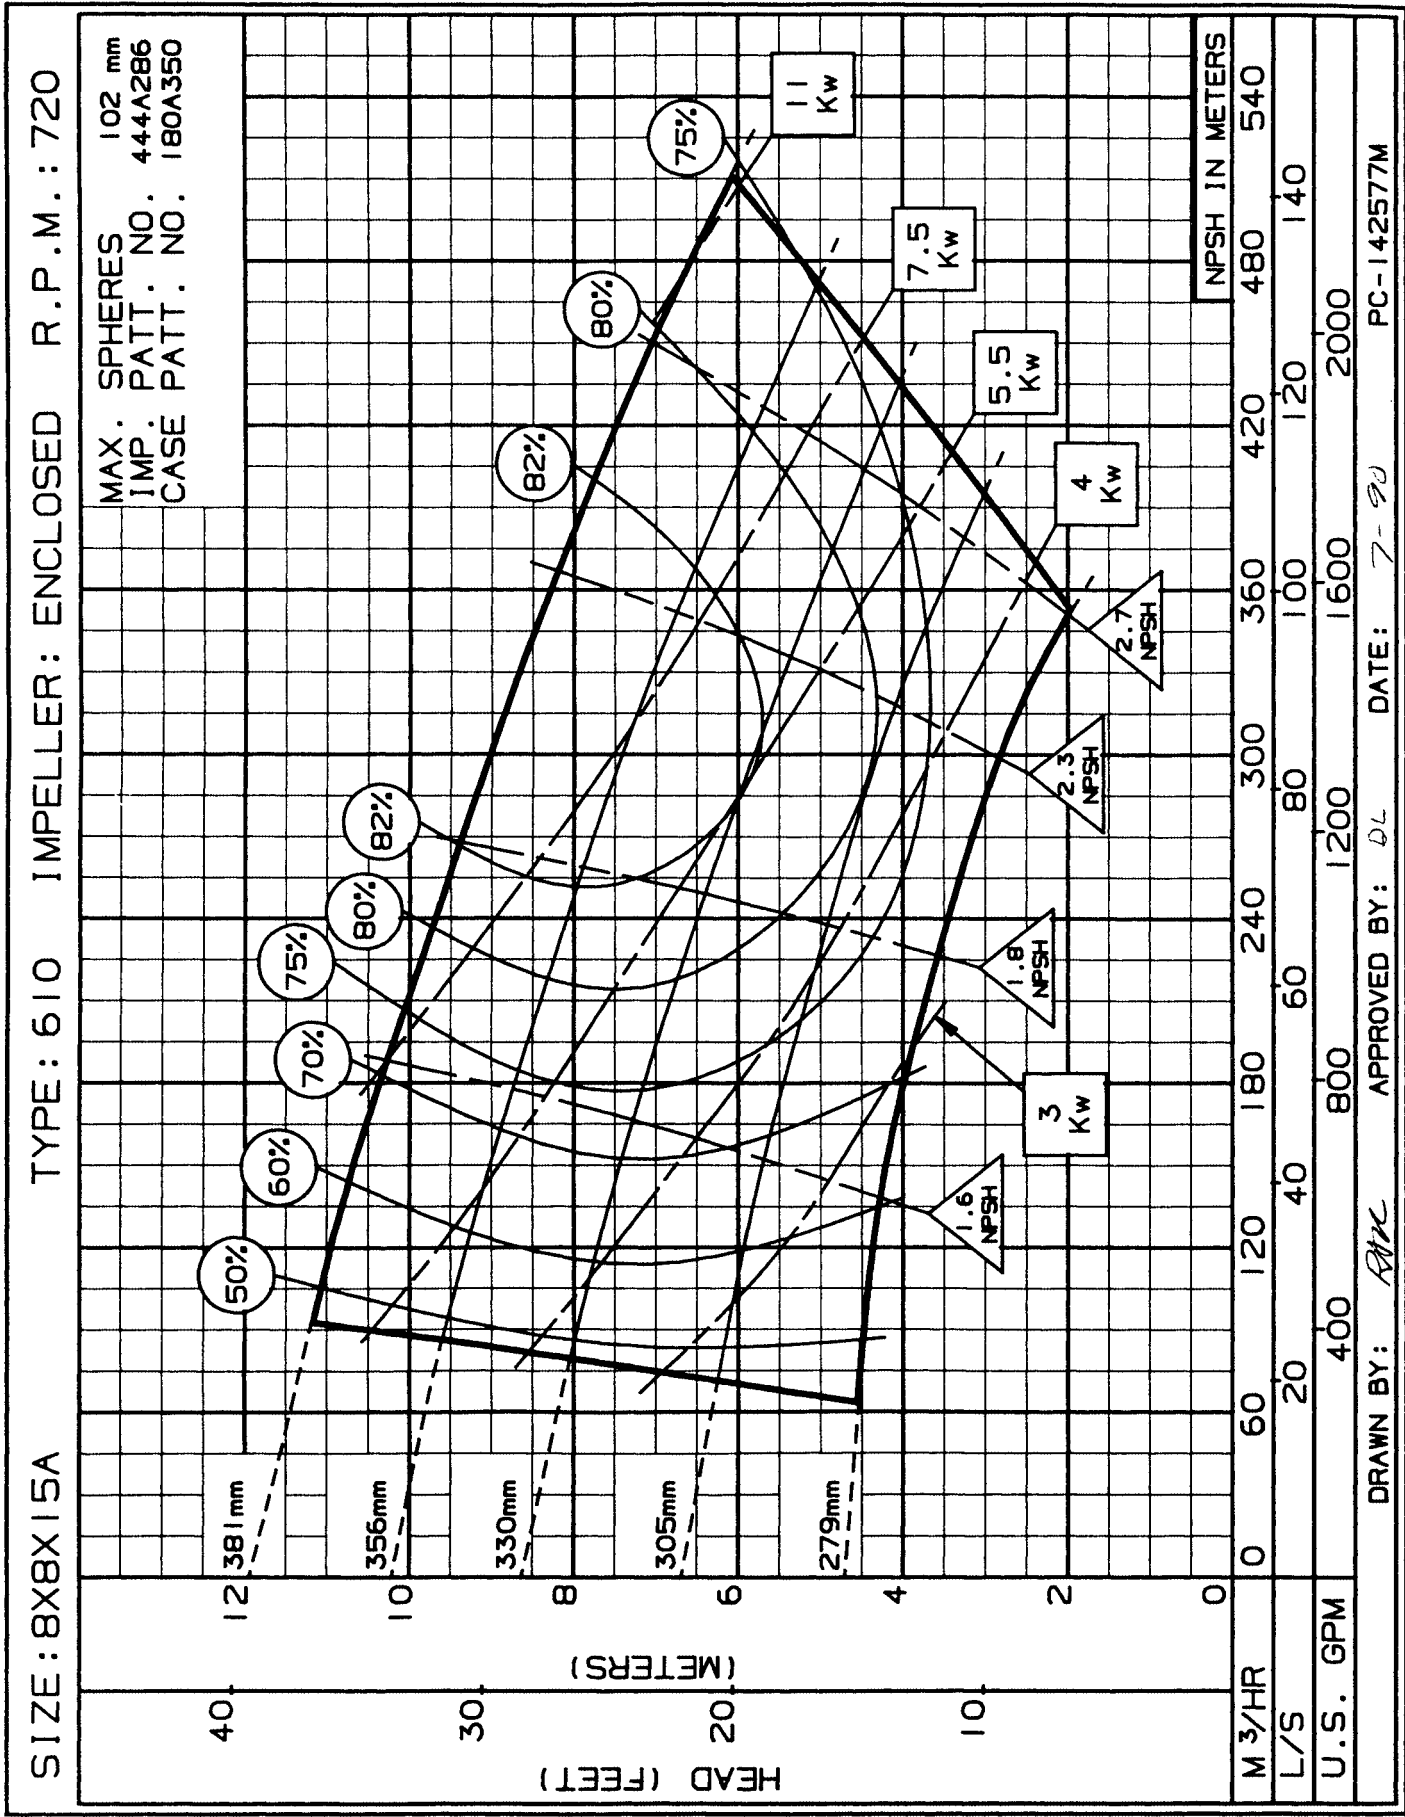 SIZE: 8X8X15A TYPE: 610 IMPELLER: ENCLOSED R.P.M.: 720
MAX. SPHERES 102 mm
IMP. PATT. NO. 444A286
CASE PATT. NO. 180A350
50%
60%
70%
75%
80%
82%
82%
80%
75%
381mm
356mm
330mm
305mm
279mm
3 Kw
4 Kw
5.5 Kw
7.5 Kw
11 Kw
1.6 NPSH
1.8 NPSH
2.3 NPSH
2.7 NPSH
NPSH IN METERS
HEAD (FEET)
40
30
20
10
(METERS)
12
10
8
6
4
2
0
M³/HR 0 60 120 180 240 300 360 420 480 540
L/S 20 40 60 80 100 120 140
U.S. GPM 400 800 1200 1600 2000
DRAWN BY: APPROVED BY: DL DATE: 7-90 PC-142577M